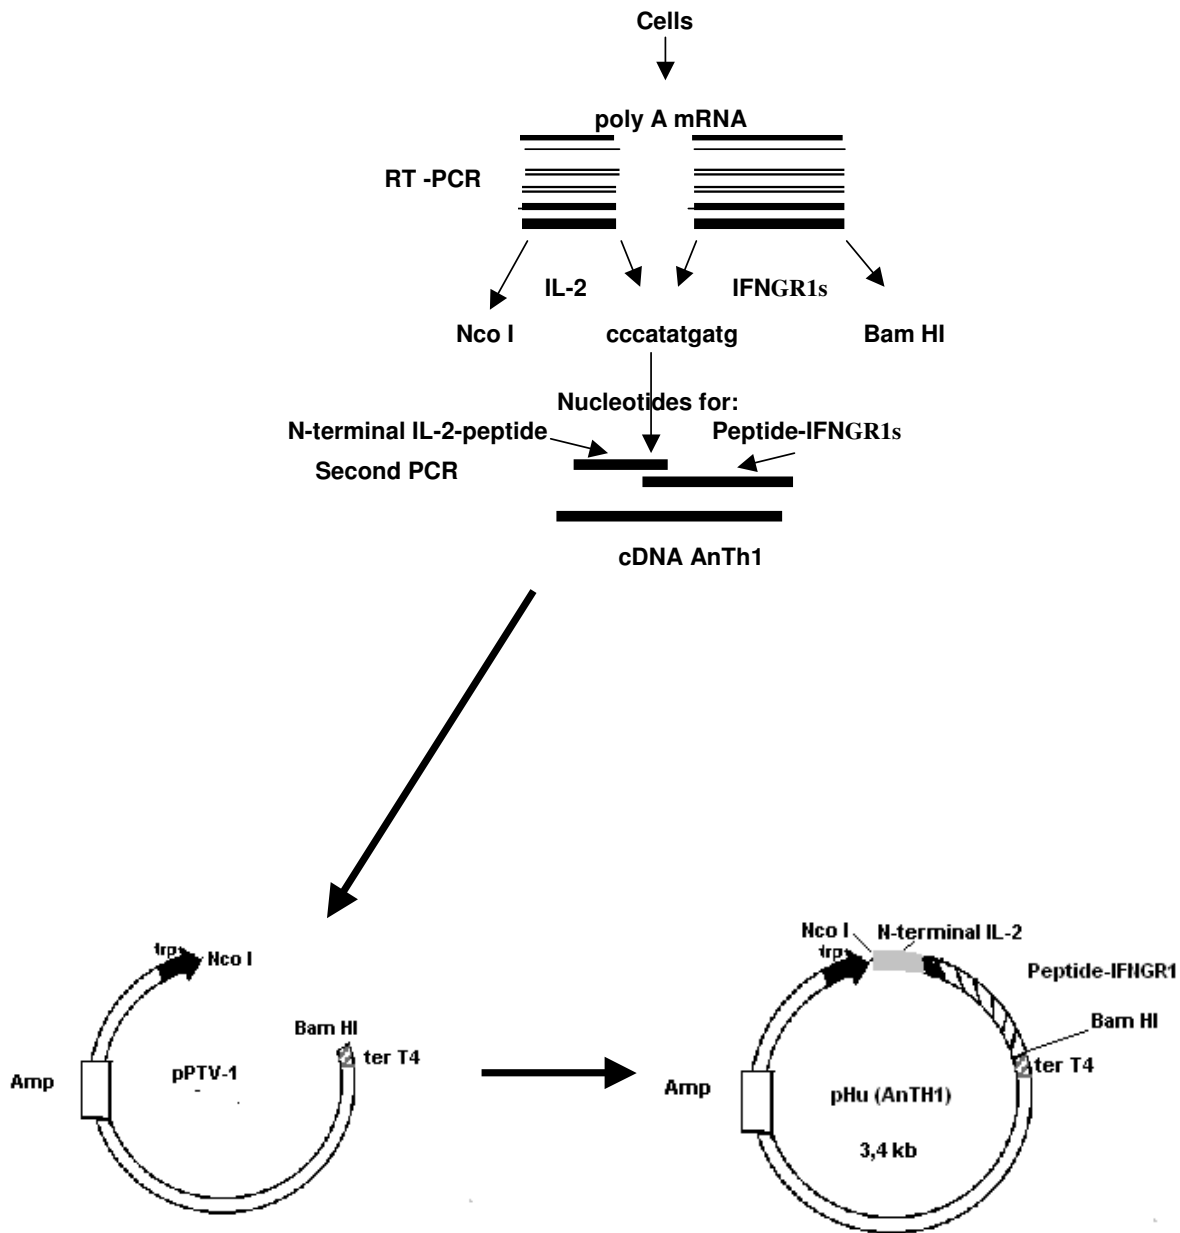 Cells
poly A mRNA
RT -PCR
IL-2
IFNGR1s
Nco I
cccatatgatg
Bam HI
Nucleotides for:
N-terminal IL-2-peptide
Peptide-IFNGR1s
Second PCR
cDNA AnTh1
trp
Nco I
Bam HI
ter T4
Amp
pPTV-1
Nco I
N-terminal IL-2
trp
Peptide-IFNGR1
Bam HI
ter T4
Amp
pHu (AnTH1)
3,4 kb